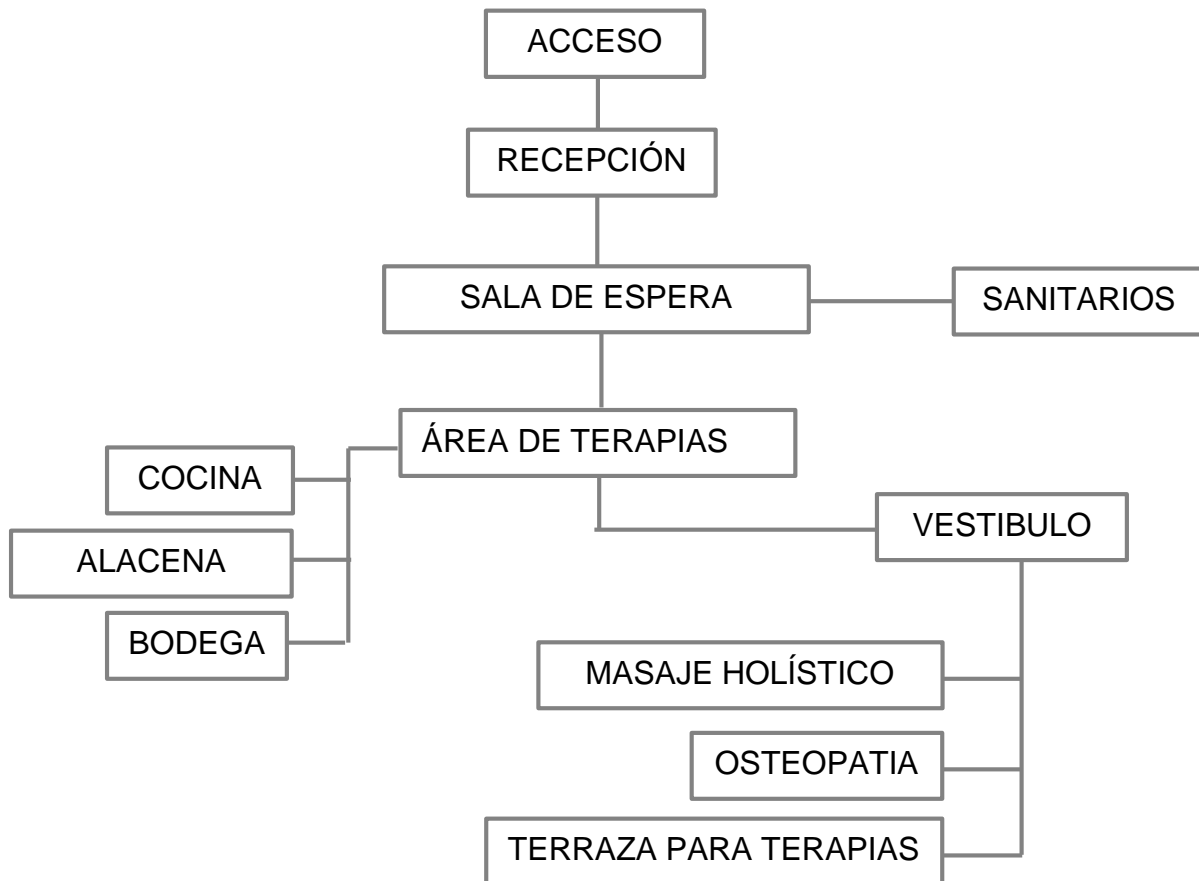 ACCESO
RECEPCIÓN
SALA DE ESPERA
SANITARIOS
ÁREA DE TERAPIAS
COCINA
ALACENA
BODEGA
VESTIBULO
MASAJE HOLÍSTICO
OSTEOPATIA
TERRAZA PARA TERAPIAS